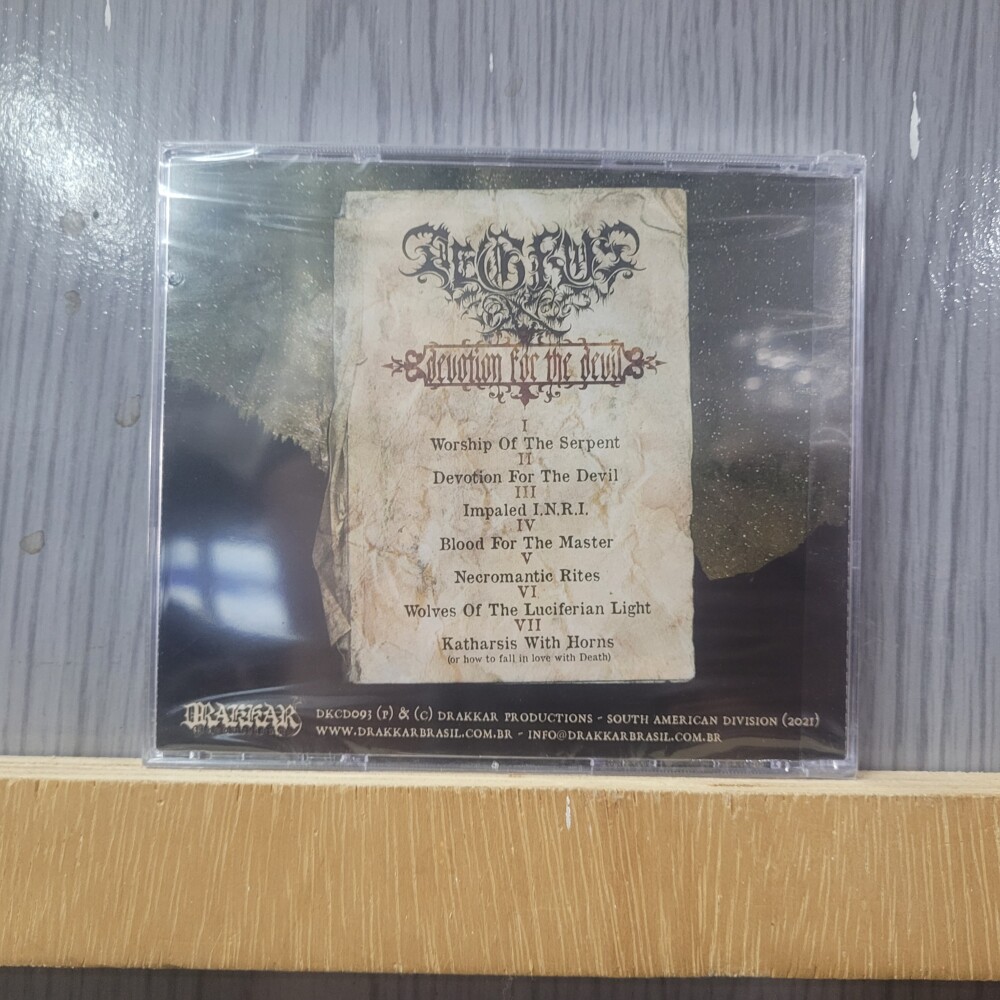 AEGRUS
devotion for the devil
I
Worship Of The Serpent
II
Devotion For The Devil
III
Impaled I.N.R.I.
IV
Blood For The Master
V
Necromantic Rites
VI
Wolves Of The Luciferian Light
VII
Katharsis With Horns
(or how to fall in love with Death)
DRAKKAR
DKCD093 (P) & (C) DRAKKAR PRODUCTIONS - SOUTH AMERICAN DIVISION (2021)
WWW.DRAKKARBRASIL.COM.BR - INFO@DRAKKARBRASIL.COM.BR